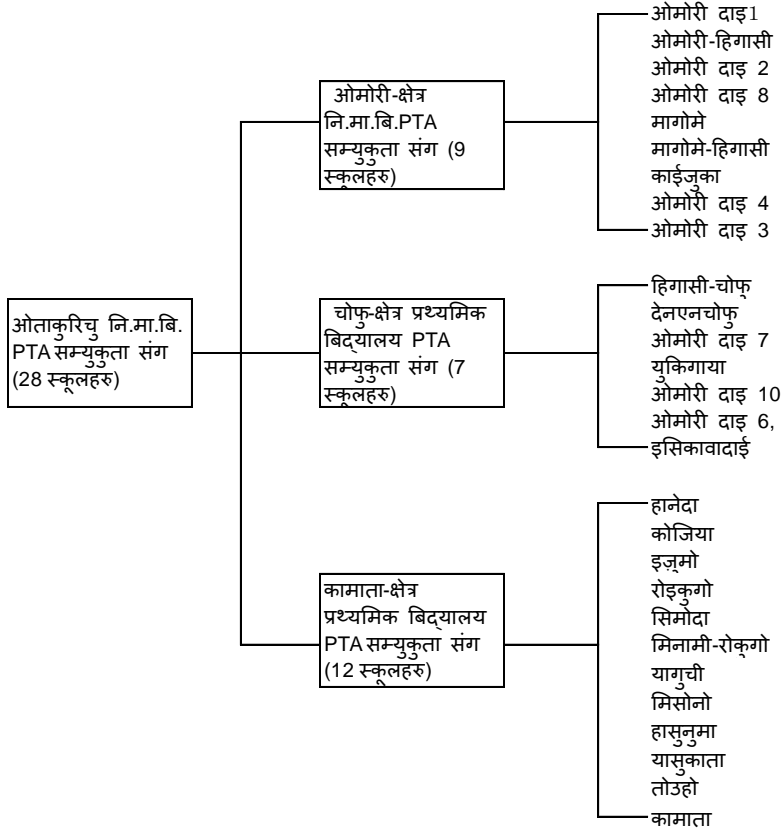 ओताकुरिचु नि.मा.बि.
PTA सम्युकुता संग
(28 स्कूलहरु)
ओमोरी-क्षेत्र
नि.मा.बि.PTA
सम्युकुता संग (9
स्कूलहरु)
ओमोरी दाइ1
ओमोरी-हिगासी
ओमोरी दाइ 2
ओमोरी दाइ 8
मागोमे
मागोमे-हिगासी
काईजुका
ओमोरी दाइ 4
ओमोरी दाइ 3
चोफु-क्षेत्र प्रथ्यमिक
बिद्यालय PTA
सम्युकुता संग (7
स्कूलहरु)
हिगासी-चोफ्
देनएनचोफु
ओमोरी दाइ 7
युकिगाया
ओमोरी दाइ 10
ओमोरी दाइ 6,
इसिकावादाई
कामाता-क्षेत्र
प्रथ्यमिक बिद्यालय
PTA सम्युकुता संग
(12 स्कूलहरु)
हानेदा
कोजिया
इज़ुमो
रोइकुगो
सिमोदा
मिनामी-रोक्गो
यागुची
मिसोनो
हासुनुमा
यासुकाता
तोउहो
कामाता